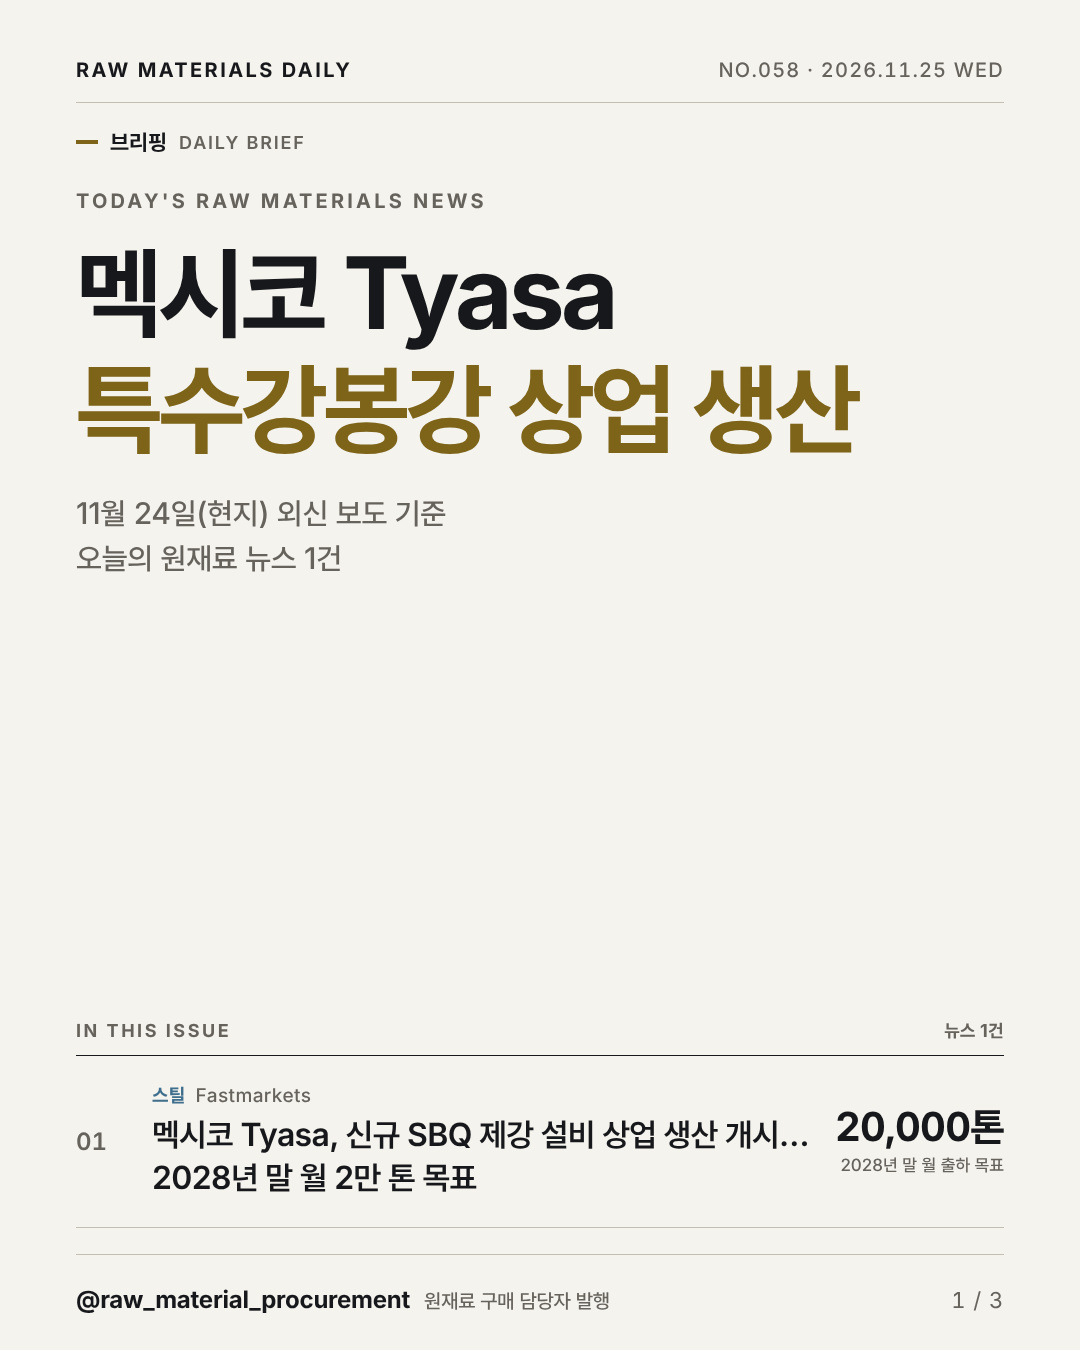 RAW MATERIALS DAILY
NO.058 · 2026.11.25 WED
브리핑 DAILY BRIEF
TODAY'S RAW MATERIALS NEWS
멕시코 Tyasa
특수강봉강 상업 생산
11월 24일(현지) 외신 보도 기준
오늘의 원재료 뉴스 1건
IN THIS ISSUE
뉴스 1건
스틸 Fastmarkets
01
멕시코 Tyasa, 신규 SBQ 제강 설비 상업 생산 개시…
2028년 말 월 2만 톤 목표
20,000톤
2028년 말 월 출하 목표
@raw_material_procurement 원재료 구매 담당자 발행
1 / 3